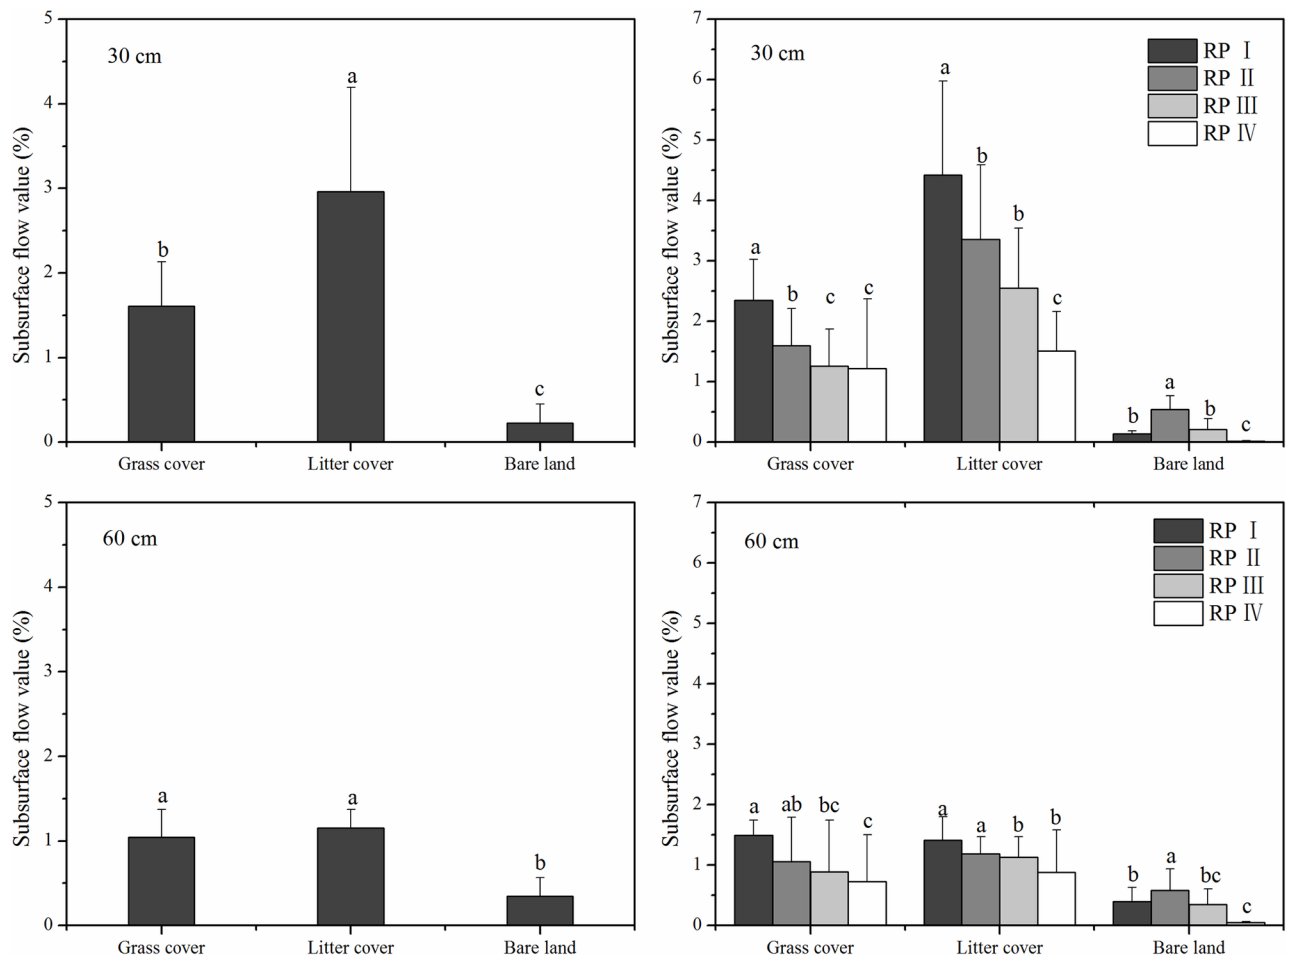 30 cm
Subsurface flow value (%)
5
4
3
2
1
0
b
a
c
Grass cover
Litter cover
Bare land
30 cm
RP Ⅰ
RP Ⅱ
RP Ⅲ
RP Ⅳ
Subsurface flow value (%)
7
6
5
4
3
2
1
0
a
b
c
c
a
b
b
c
b
a
b
c
Grass cover
Litter cover
Bare land
60 cm
Subsurface flow value (%)
5
4
3
2
1
0
a
a
b
Grass cover
Litter cover
Bare land
60 cm
RP Ⅰ
RP Ⅱ
RP Ⅲ
RP Ⅳ
Subsurface flow value (%)
7
6
5
4
3
2
1
0
a
ab
bc
c
a
a
b
b
b
a
bc
c
Grass cover
Litter cover
Bare land